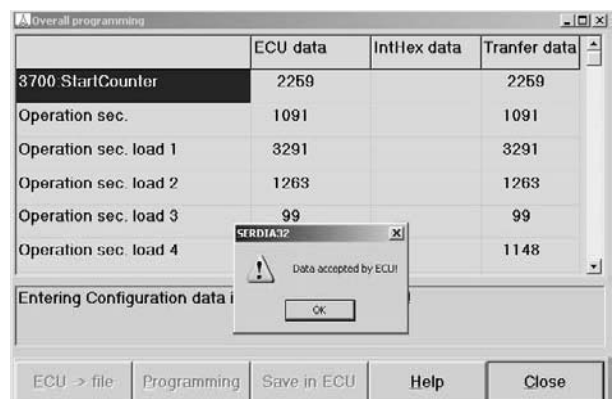 Overall programming
ECU data IntHex data Tranfer data
3700:StartCounter 2259 2259
Operation sec. 1091 1091
Operation sec. load 1 3291 3291
Operation sec. load 2 1263 1263
Operation sec. load 3 99 99
Operation sec. load 4 1148
SERDIA32
Data accepted by ECU!
OK
Entering Configuration data
ECU -> file Programming Save in ECU Help Close